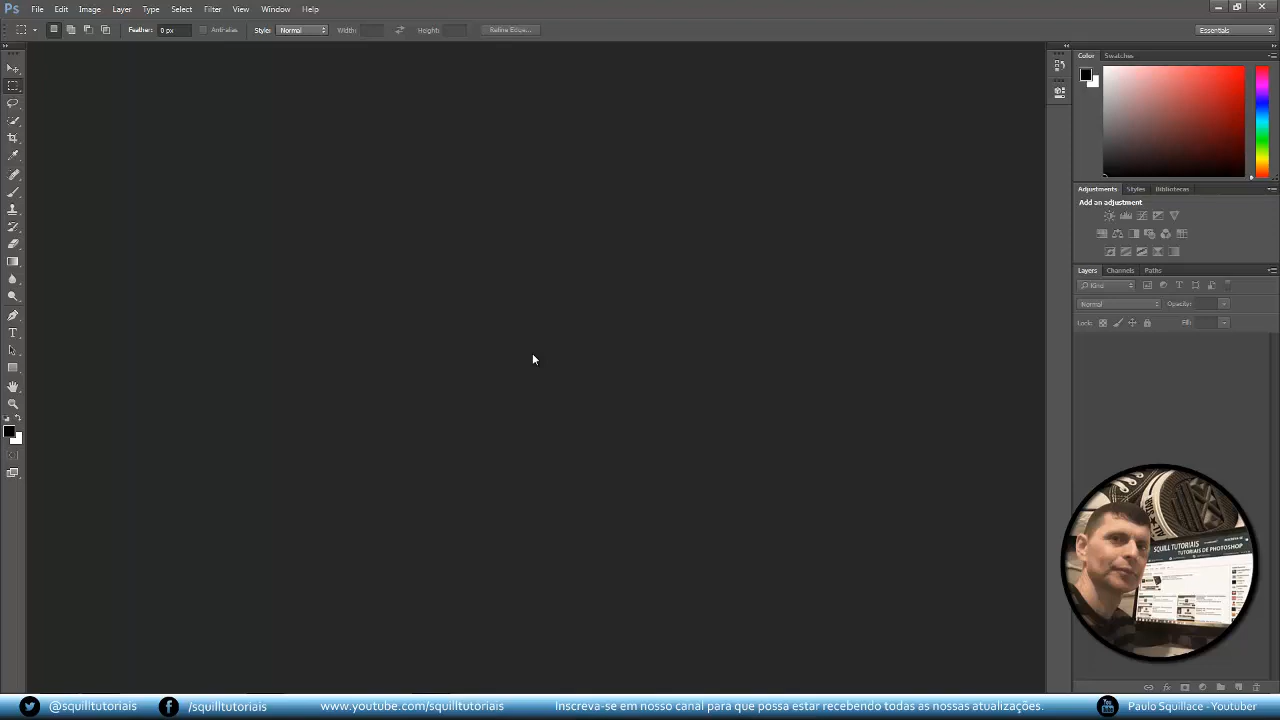 Ps File Edit Image Layer Type Select Filter View Window Help
Feather: 0 px Anti-alias Style: Normal Width: Height: Refine Edge... Essentials
Color Swatches
Adjustments Styles Bibliotecas
Add an adjustment
Layers Channels Paths
Kind
Normal Opacity:
Lock: Fill:
SQUILL TUTORIAIS
TUTORIAIS DE PHOTOSHOP
@squilltutoriais /squilltutoriais www.youtube.com/squilltutoriais Inscreva-se em nosso canal para que possa estar recebendo todas as nossas atualizações. Paulo Squillace - Youtuber